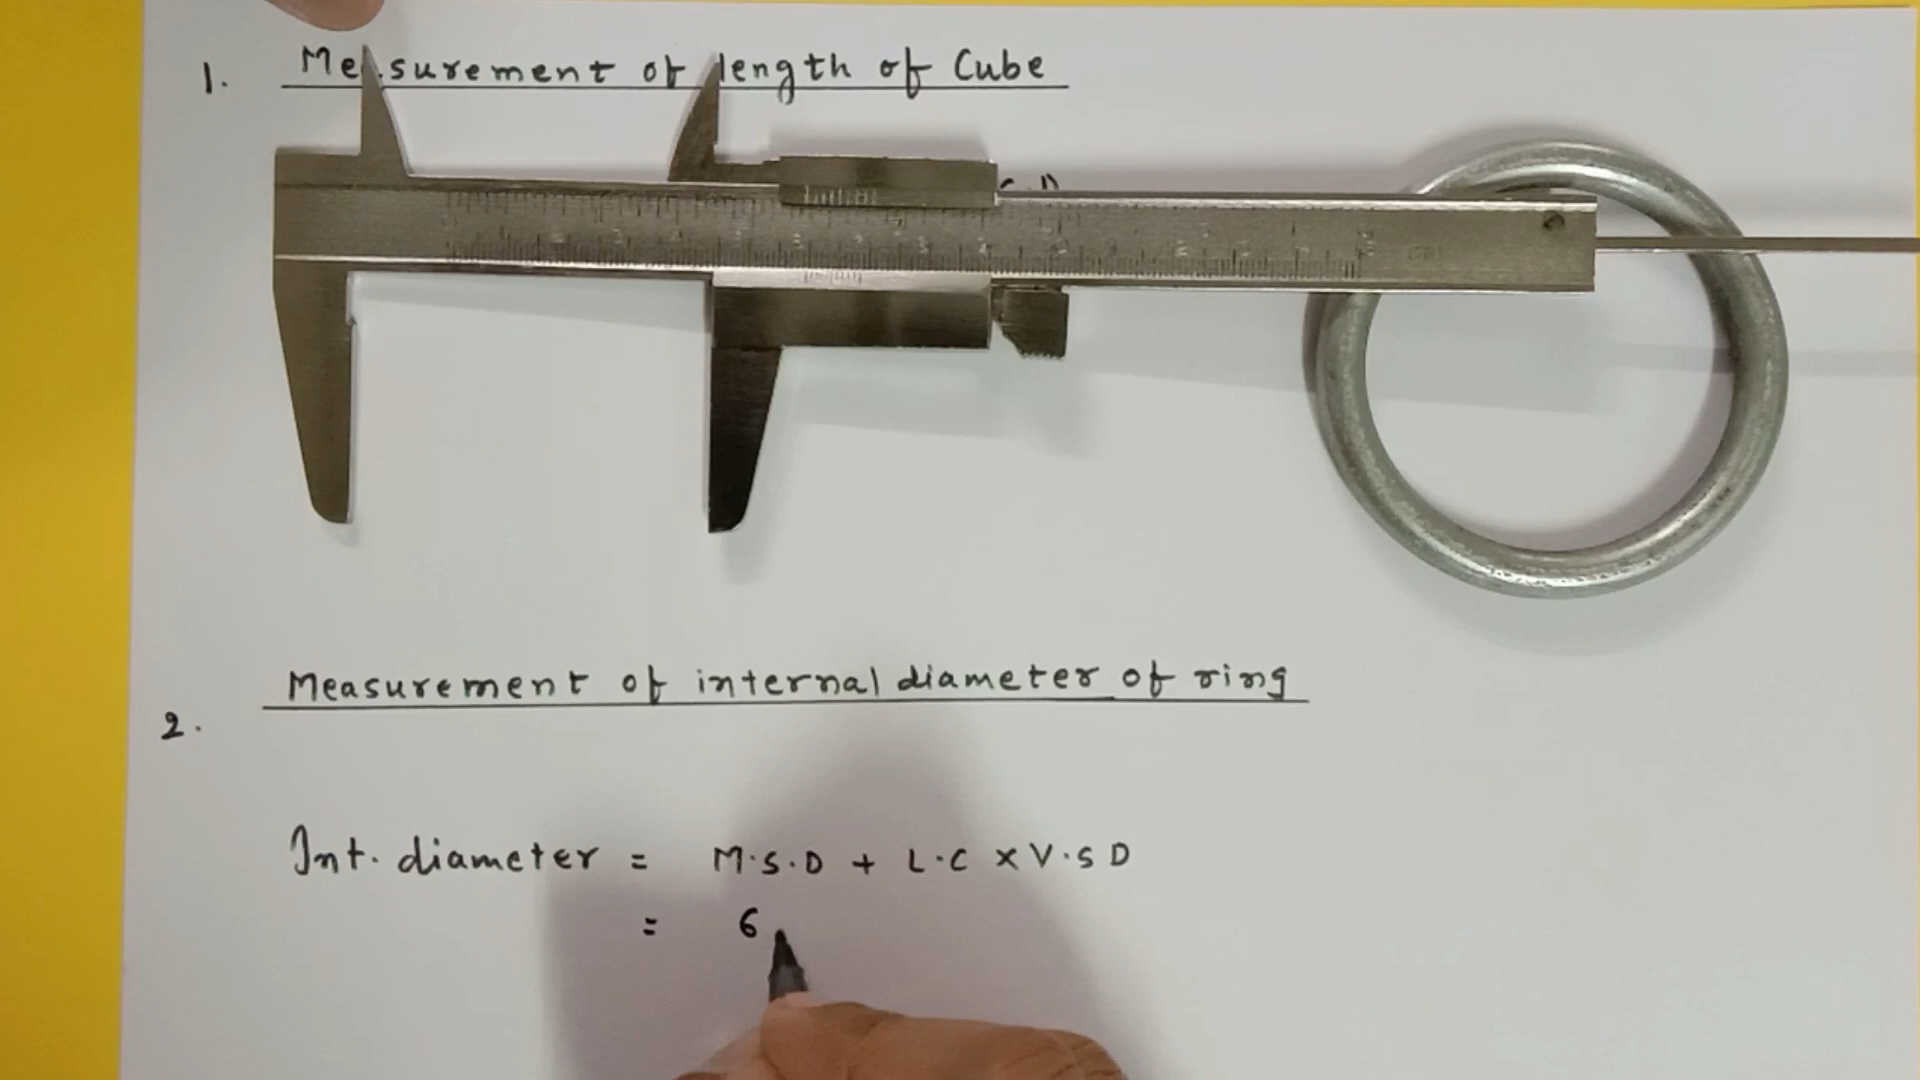 1. Measurement of length of Cube
2. Measurement of internal diameter of ring
Int. diameter = M.S.D + L.C x V.S D
= 6